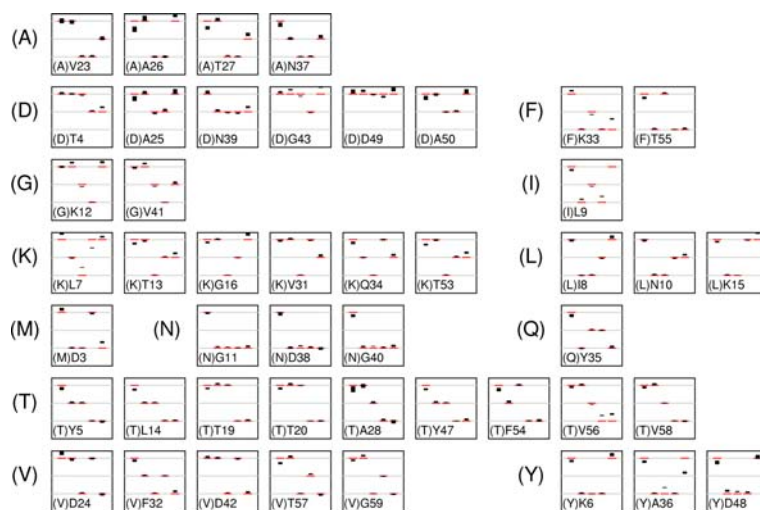 (A) (A)V23 (A)A26 (A)T27 (A)N37
(D) (D)T4 (D)A25 (D)N39 (D)G43 (D)D49 (D)A50 (F) (F)K33 (F)T55
(G) (G)K12 (G)V41 (I) (I)L9
(K) (K)L7 (K)T13 (K)G16 (K)V31 (K)Q34 (K)T53 (L) (L)I8 (L)N10 (L)K15
(M) (M)D3 (N) (N)G11 (N)D38 (N)G40 (Q) (Q)Y35
(T) (T)Y5 (T)L14 (T)T19 (T)T20 (T)A28 (T)Y47 (T)F54 (T)V56 (T)V58
(V) (V)D24 (V)F32 (V)D42 (V)T57 (V)G59 (Y) (Y)K6 (Y)A36 (Y)D48